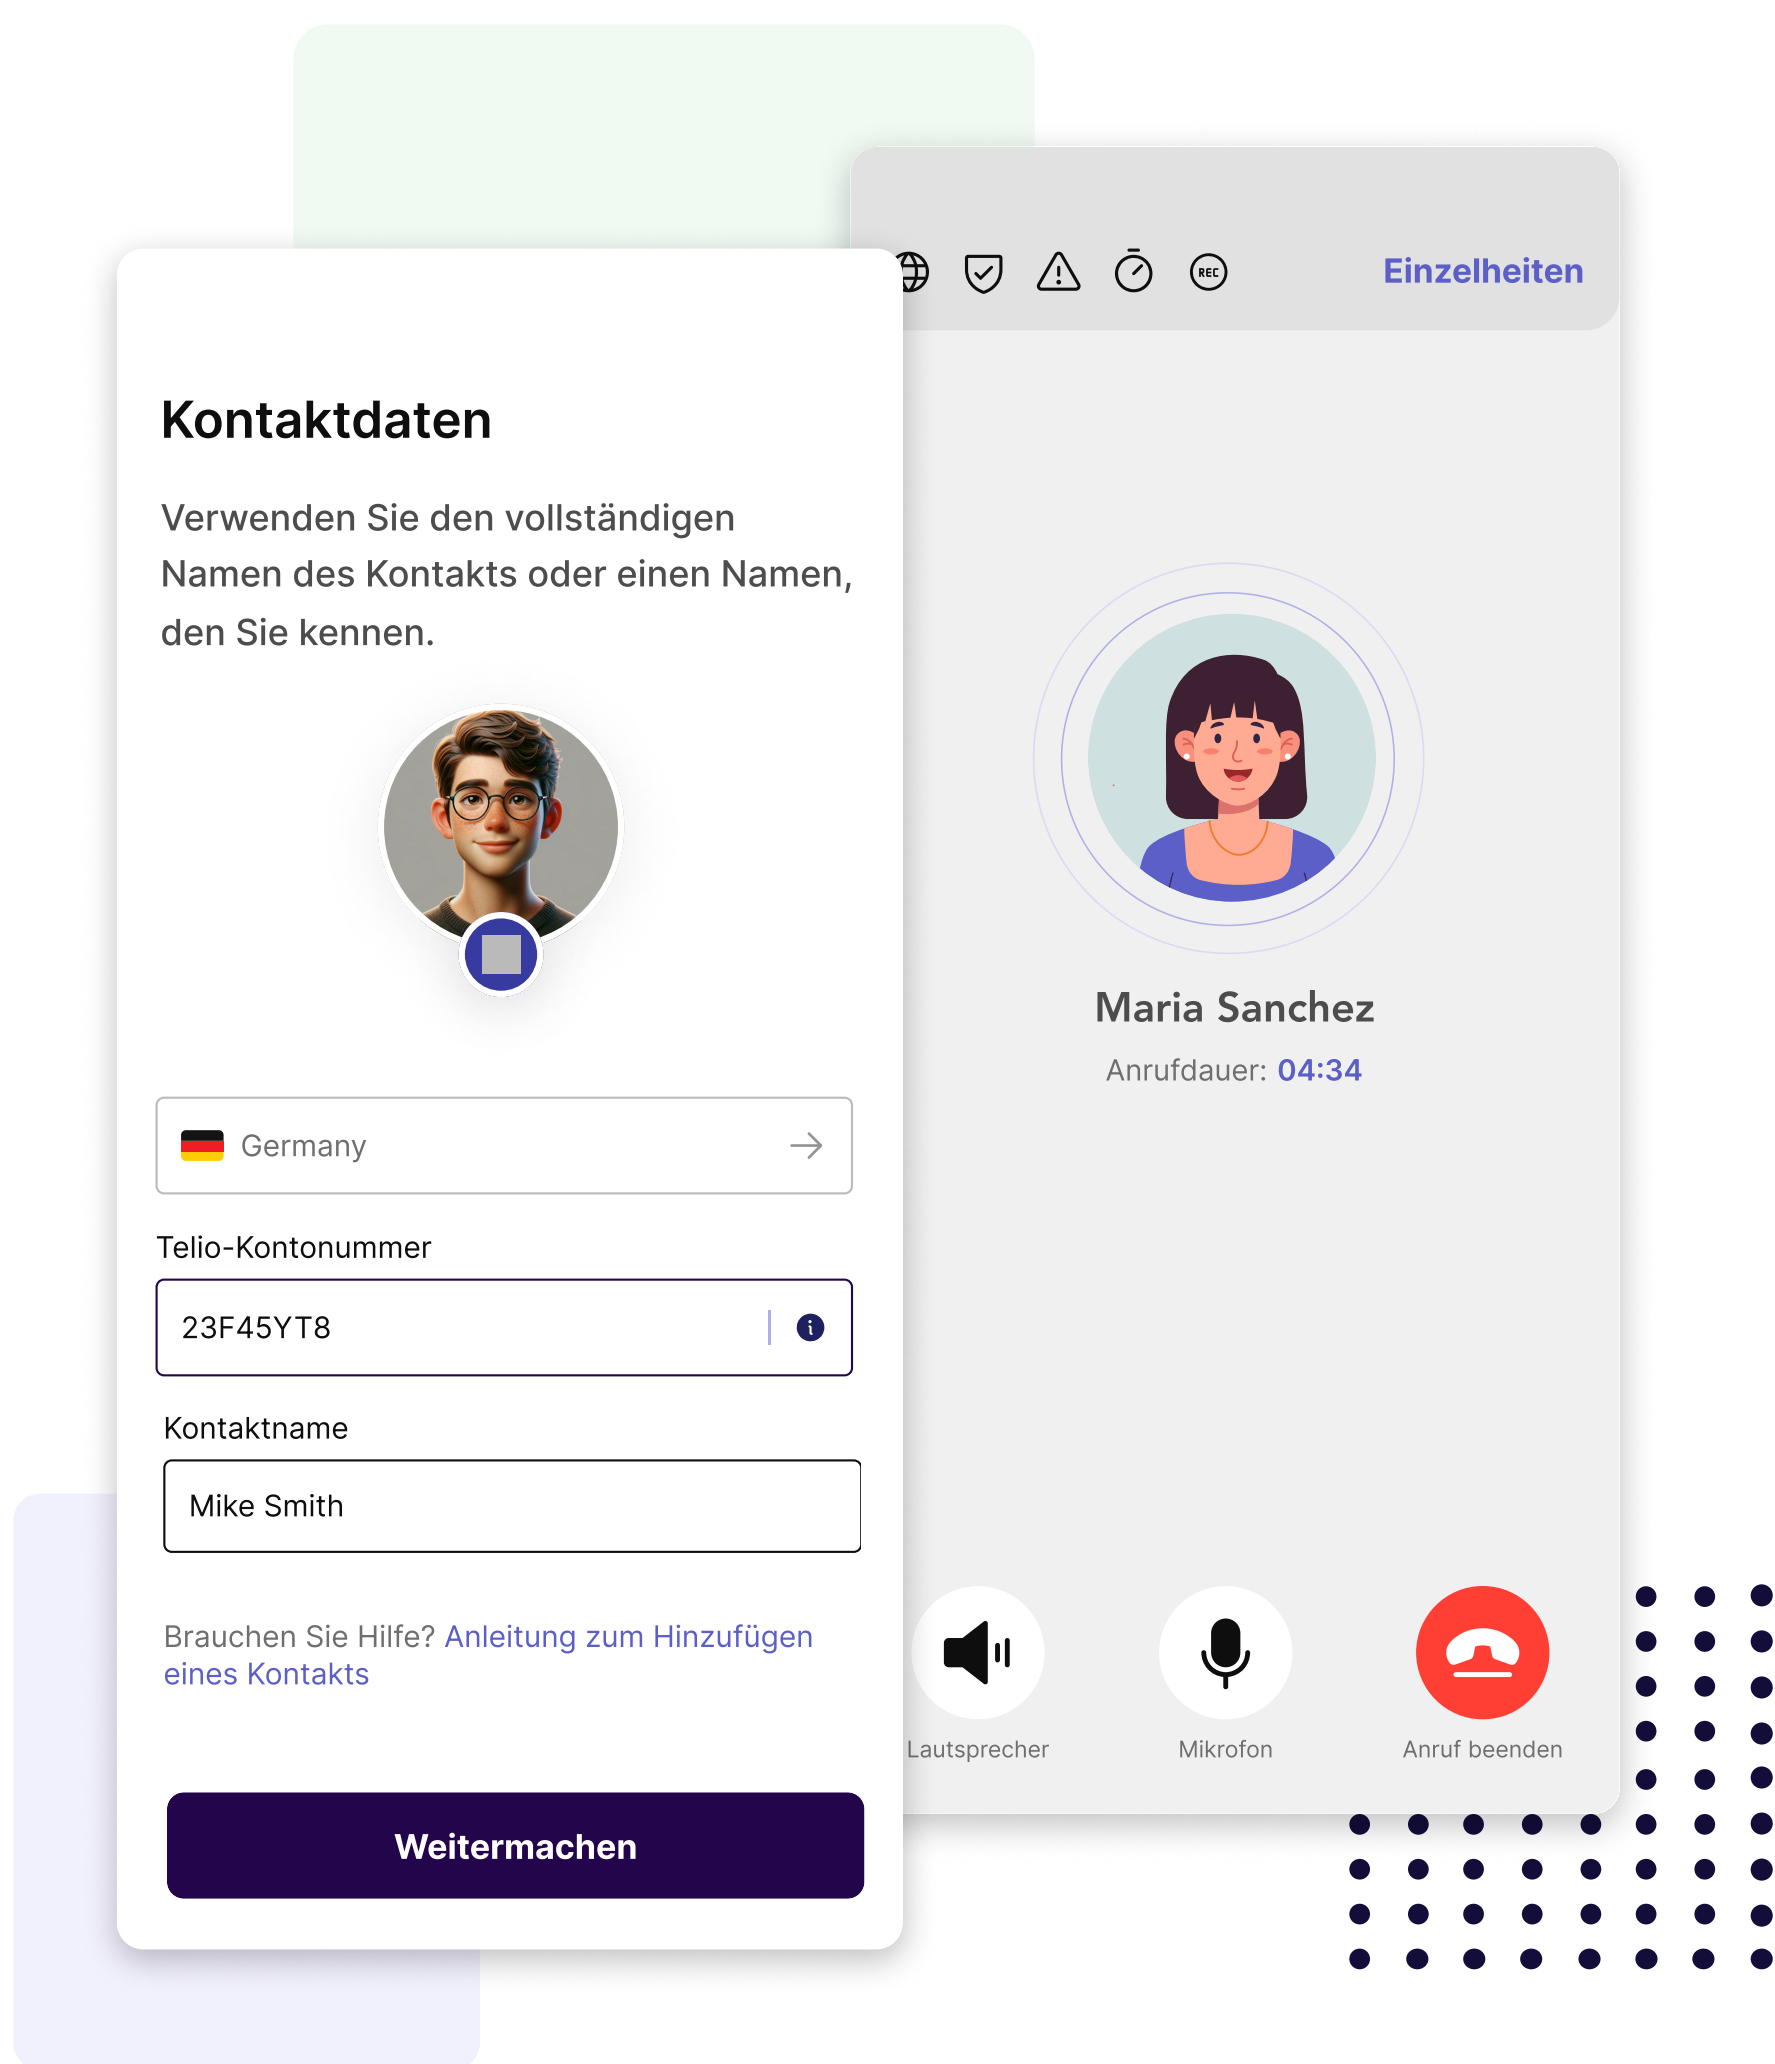 Kontaktdaten
Verwenden Sie den vollständigen
Namen des Kontakts oder einen Namen,
den Sie kennen.
Germany
Telio-Kontonummer
23F45YT8
i
Kontaktname
Mike Smith
Brauchen Sie Hilfe? Anleitung zum Hinzufügen
eines Kontakts
Weitermachen
REC
Einzelheiten
Maria Sanchez
Anrufdauer: 04:34
Lautsprecher
Mikrofon
Anruf beenden